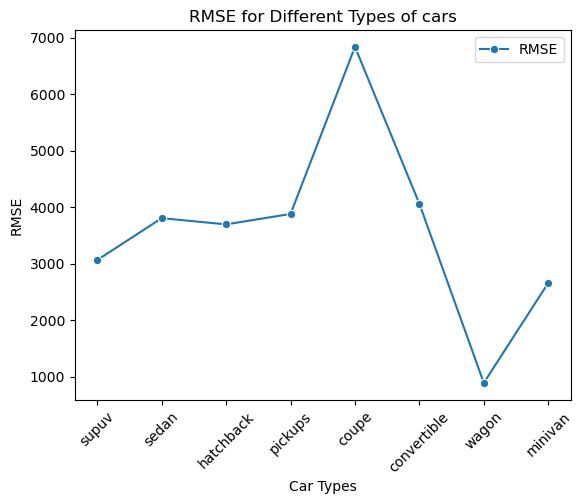 RMSE for Different Types of cars
RMSE
7000
6000
5000
4000
3000
2000
1000
RMSE
supuv
sedan
hatchback
pickups
coupe
convertible
wagon
minivan
Car Types